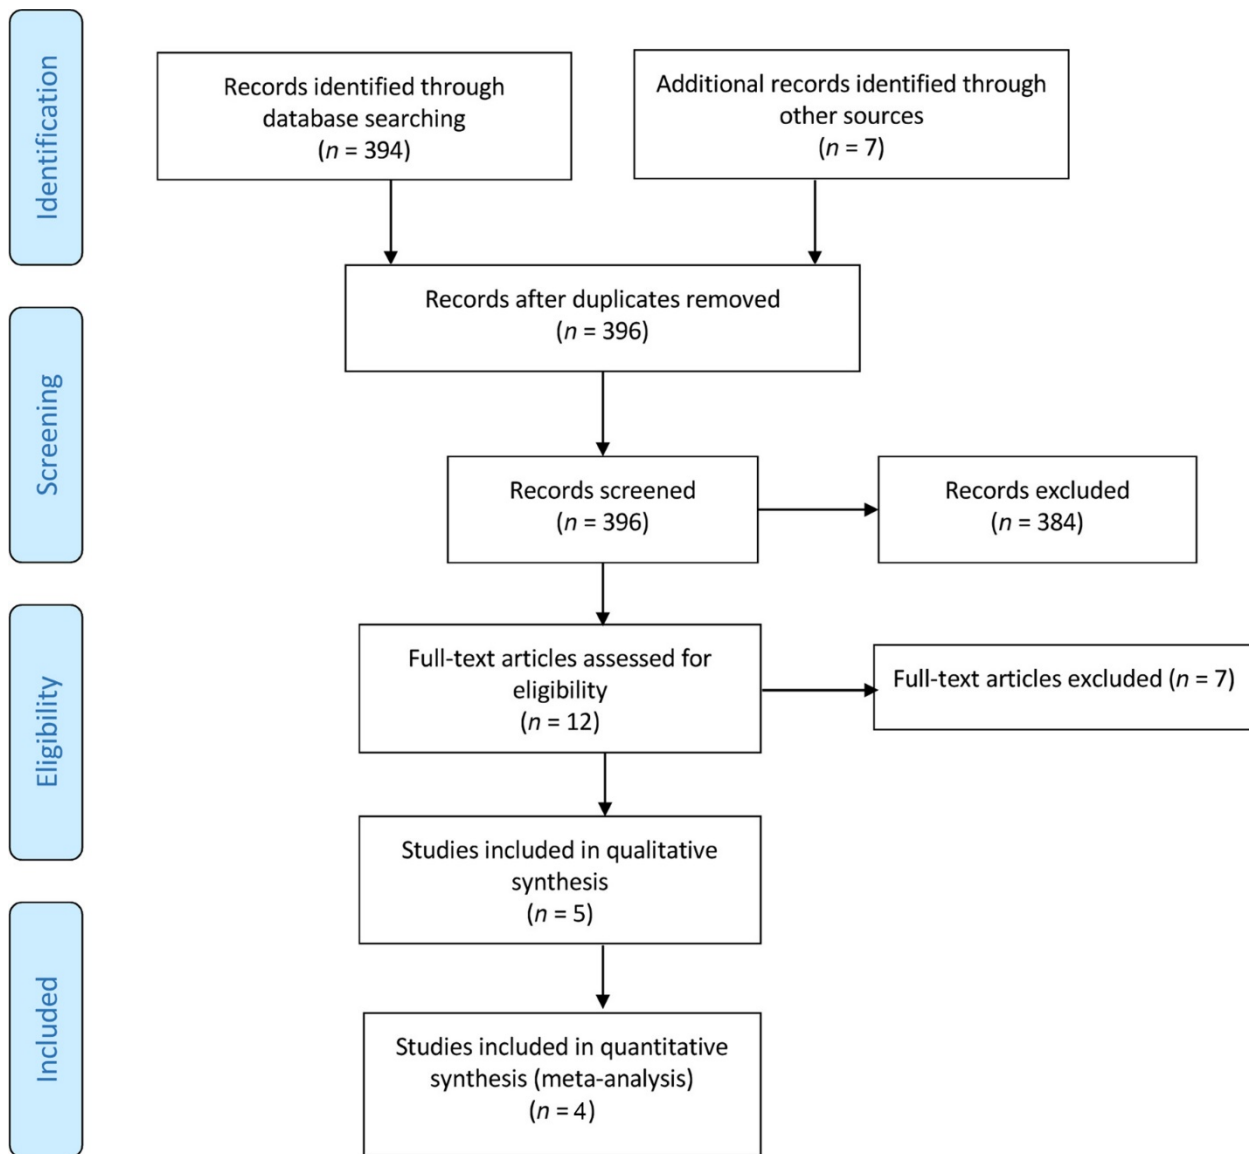 Identification
Records identified through
database searching
(n = 394)
Additional records identified through
other sources
(n = 7)
Records after duplicates removed
(n = 396)
Screening
Records screened
(n = 396)
Records excluded
(n = 384)
Eligibility
Full-text articles assessed for
eligibility
(n = 12)
Full-text articles excluded (n = 7)
Studies included in qualitative
synthesis
(n = 5)
Included
Studies included in quantitative
synthesis (meta-analysis)
(n = 4)